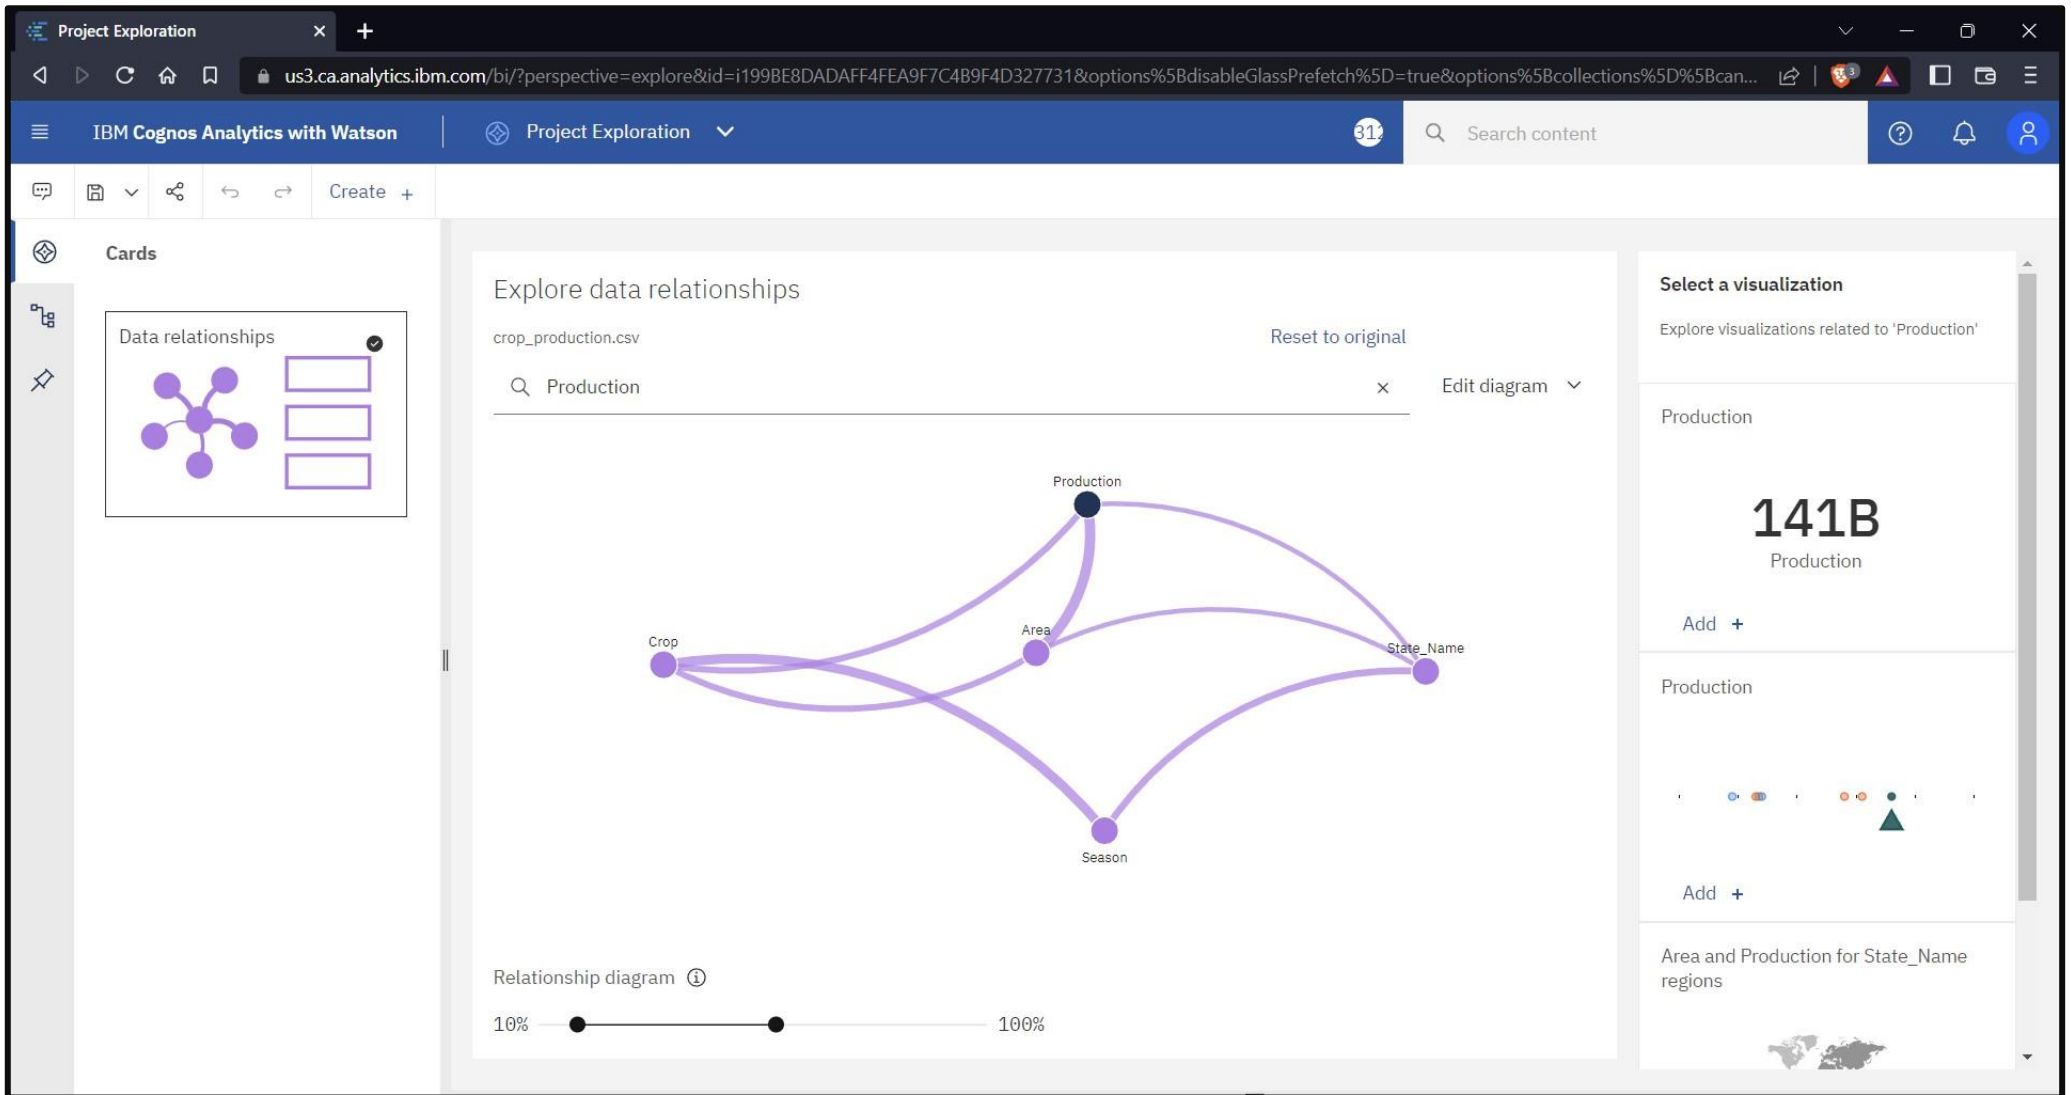 Project Exploration
us3.ca.analytics.ibm.com/bi/?perspective=explore&id=i199BE8DADAFF4FEA9F7C4B9F4D327731&options%5BdisableGlassPrefetch%5D=true&options%5Bcollections%5D%5Bcan...
3
IBM Cognos Analytics with Watson
Project Exploration
312
Search content
Create +
Cards
Data relationships
Explore data relationships
crop_production.csv
Reset to original
Production
Edit diagram
Production
Crop
Area
State_Name
Season
Relationship diagram
10%
100%
Select a visualization
Explore visualizations related to 'Production'
Production
141B
Production
Add +
Production
Add +
Area and Production for State_Name
regions